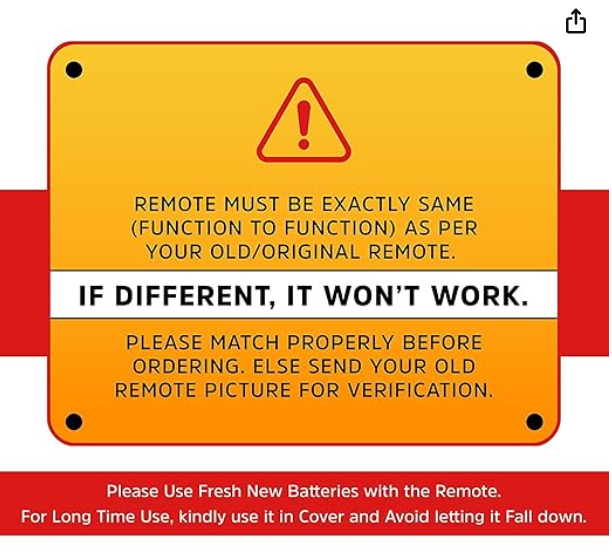 REMOTE MUST BE EXACTLY SAME
(FUNCTION TO FUNCTION) AS PER
YOUR OLD/ORIGINAL REMOTE.
IF DIFFERENT, IT WON'T WORK.
PLEASE MATCH PROPERLY BEFORE
ORDERING. ELSE SEND YOUR OLD
REMOTE PICTURE FOR VERIFICATION.
Please Use Fresh New Batteries with the Remote.
For Long Time Use, kindly use it in Cover and Avoid letting it Fall down.